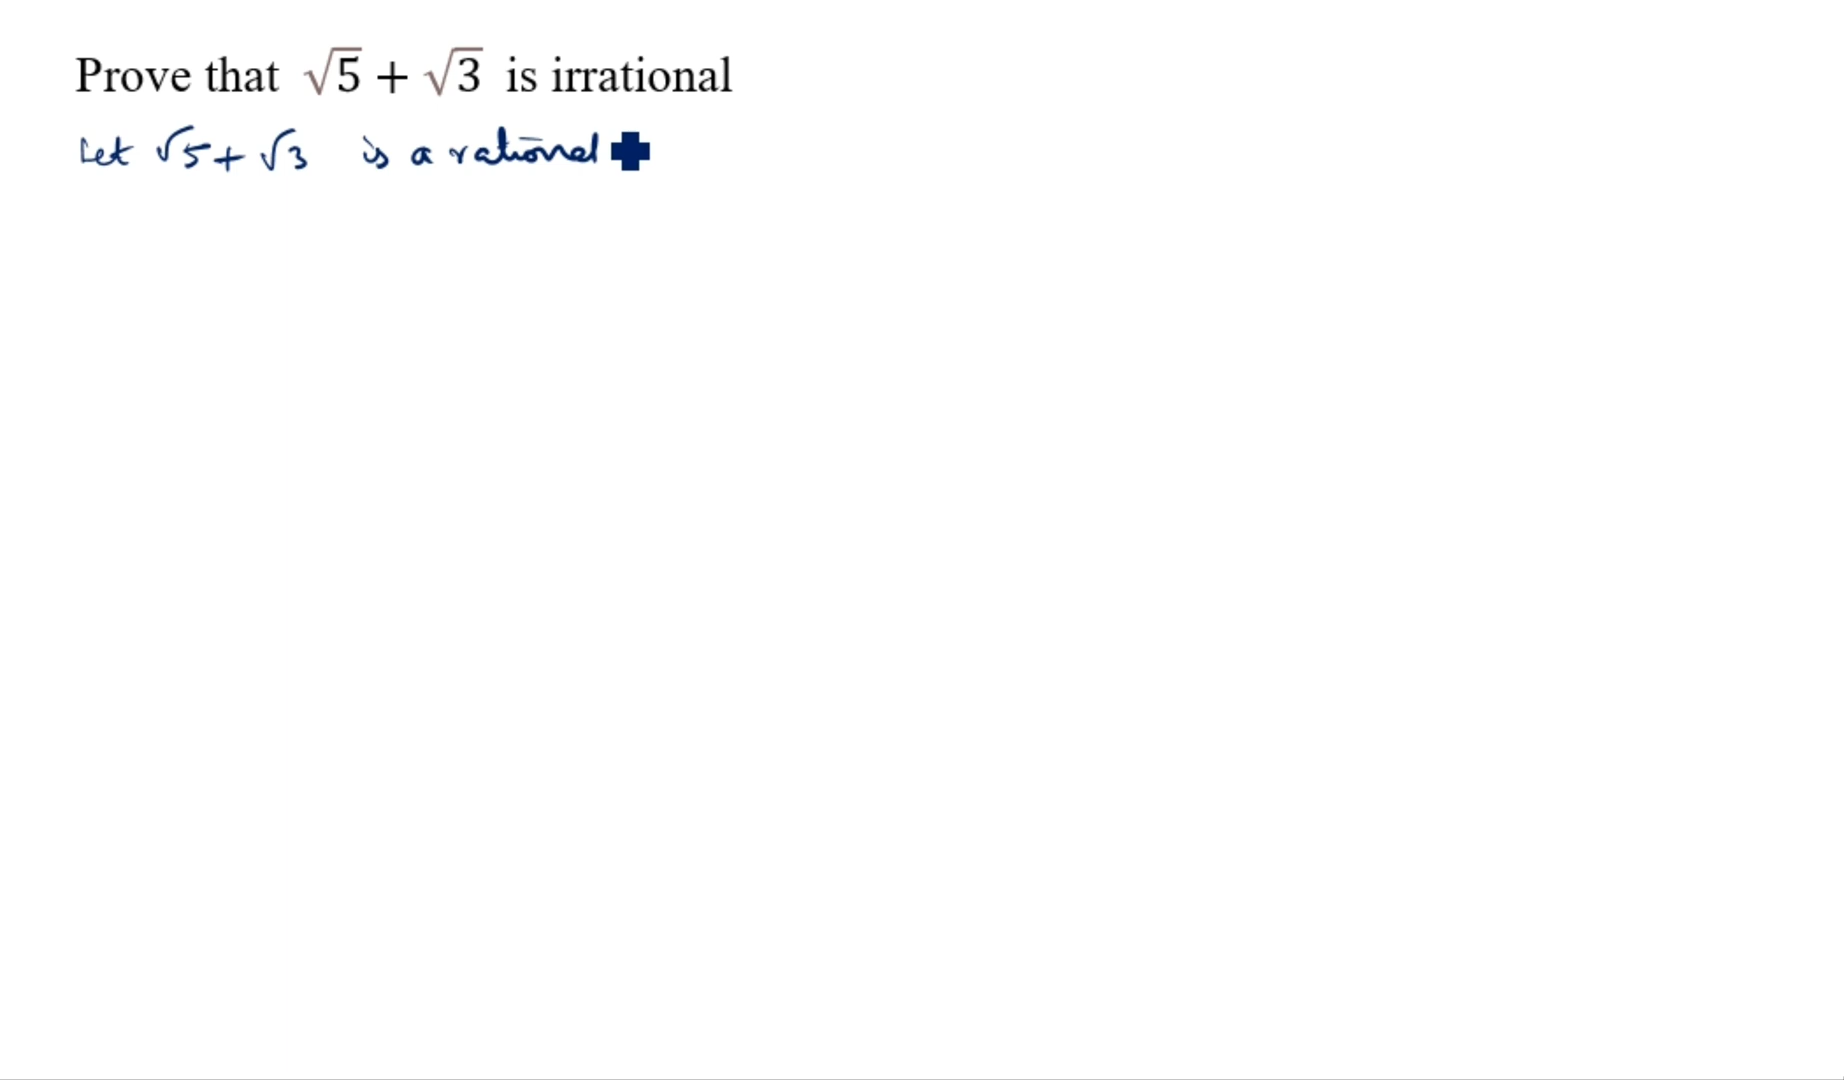 Prove that √5 + √3 is irrational
Let √5 + √3 is a rational